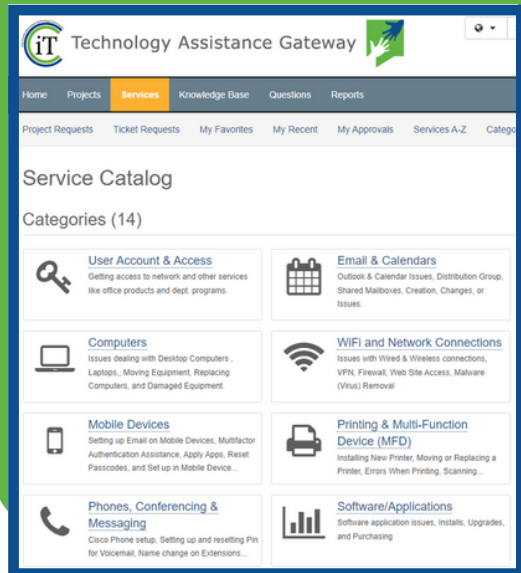 iT Technology Assistance Gateway
Home Projects Services Knowledge Base Questions Reports
Project Requests Ticket Requests My Favorites My Recent My Approvals Services A-Z Catego
Service Catalog
Categories (14)
User Account & Access
Getting access to network and other services
like office products and dept. programs.
Email & Calendars
Outlook & Calendar Issues, Distribution Group,
Shared Mailboxes, Creation, Changes, or
Issues.
Computers
Issues dealing with Desktop Computers ,
Laptops,, Moving Equipment, Replacing
Computers, and Damaged Equipment.
WiFi and Network Connections
Issues with Wired & Wireless connections,
VPN, Firewall, Web Site Access, Malware
(Virus) Removal
Mobile Devices
Setting up Email on Mobile Devices, Multifactor
Authentication Assistance, Apply Apps, Reset
Passcodes, and Set up in Mobile Device...
Printing & Multi-Function
Device (MFD)
Installing New Printer, Moving or Replacing a
Printer, Errors When Printing, Scanning...
Phones, Conferencing &
Messaging
Cisco Phone setup, Setting up and resetting Pin
for Voicemail, Name change on Extensions...
Software/Applications
Software application issues, Installs, Upgrades,
and Purchasing